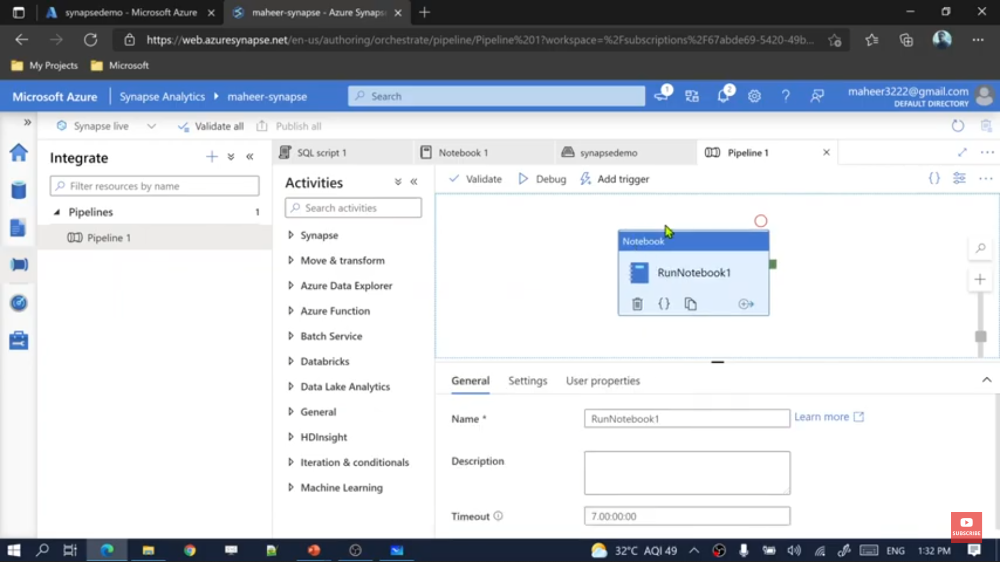 synapsedemo - Microsoft Azure
maheer-synapse - Azure Synaps
https://web.azuresynapse.net/en-us/authoring/orchestrate/pipeline/Pipeline%201?workspace=%2Fsubscriptions%2F67abde69-5420-49b...
My Projects
Microsoft
Microsoft Azure
Synapse Analytics
maheer-synapse
Search
1
2
maheer3222@gmail.com
DEFAULT DIRECTORY
Synapse live
Validate all
Publish all
Integrate
SQL script 1
Notebook 1
synapsedemo
Pipeline 1
Filter resources by name
Pipelines
1
Pipeline 1
Activities
Search activities
Synapse
Move & transform
Azure Data Explorer
Azure Function
Batch Service
Databricks
Data Lake Analytics
General
HDInsight
Iteration & conditionals
Machine Learning
Validate
Debug
Add trigger
Notebook
RunNotebook1
General
Settings
User properties
Name *
RunNotebook1
Learn more
Description
Timeout
7.00:00:00
SUBSCRIBE
32°C AQI 49
ENG
1:32 PM